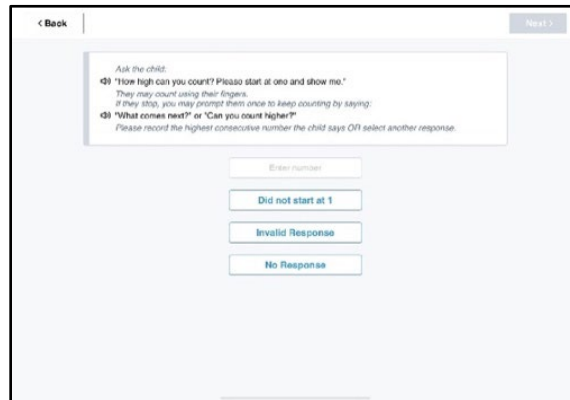 < Back
Next >
Ask the child:
"How high can you count? Please start at one and show me."
They may count using their fingers.
If they stop, you may prompt them once to keep counting by saying:
"What comes next?" or "Can you count higher?"
Please record the highest consecutive number the child says OR select another response.
Enter number
Did not start at 1
Invalid Response
No Response